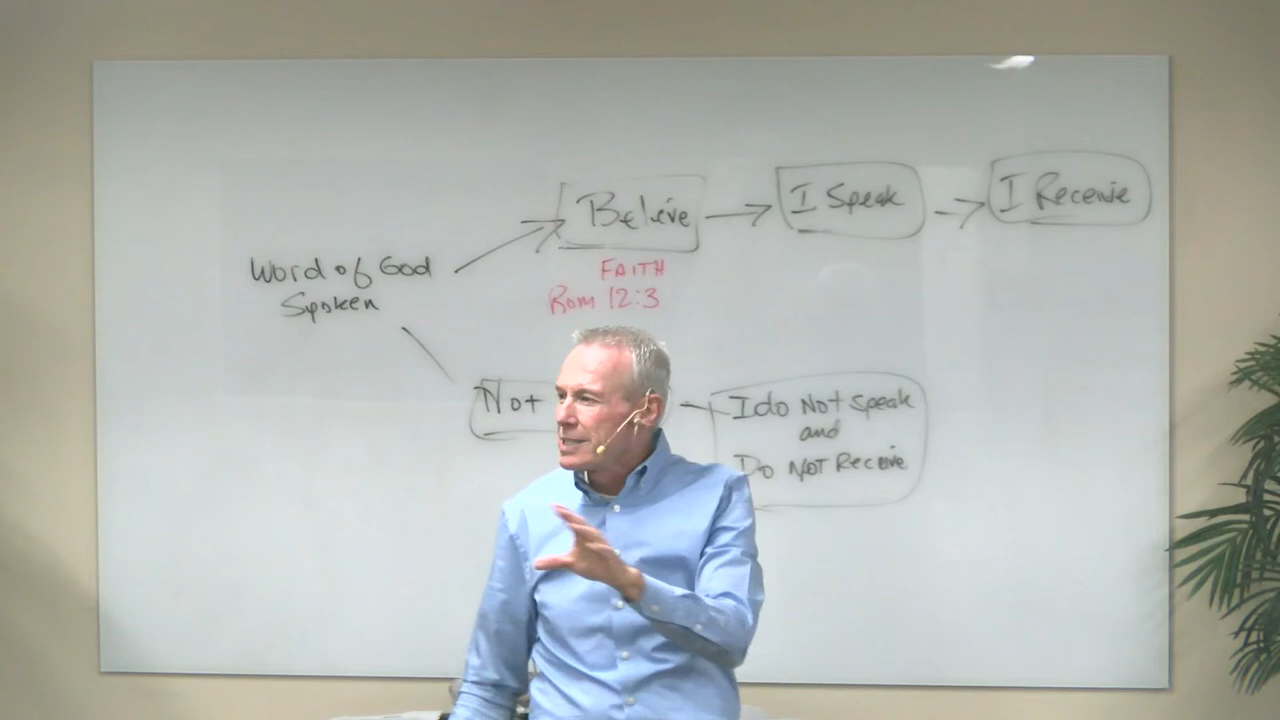 Believe
I Speak
I Receive
Word of God
Spoken
FAITH
Rom 12:3
Not
I do Not Speak
and
Do NOT Receive